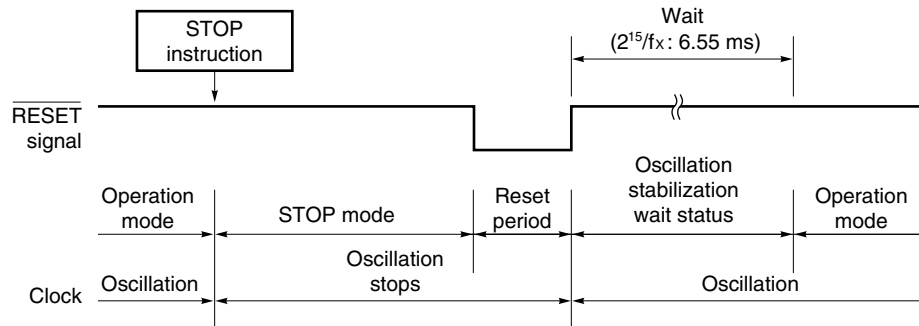 STOP
instruction
Wait
(2¹⁵/fx: 6.55 ms)
RESET
signal
Operation
mode
STOP mode
Reset
period
Oscillation
stabilization
wait status
Operation
mode
Clock
Oscillation
Oscillation
stops
Oscillation